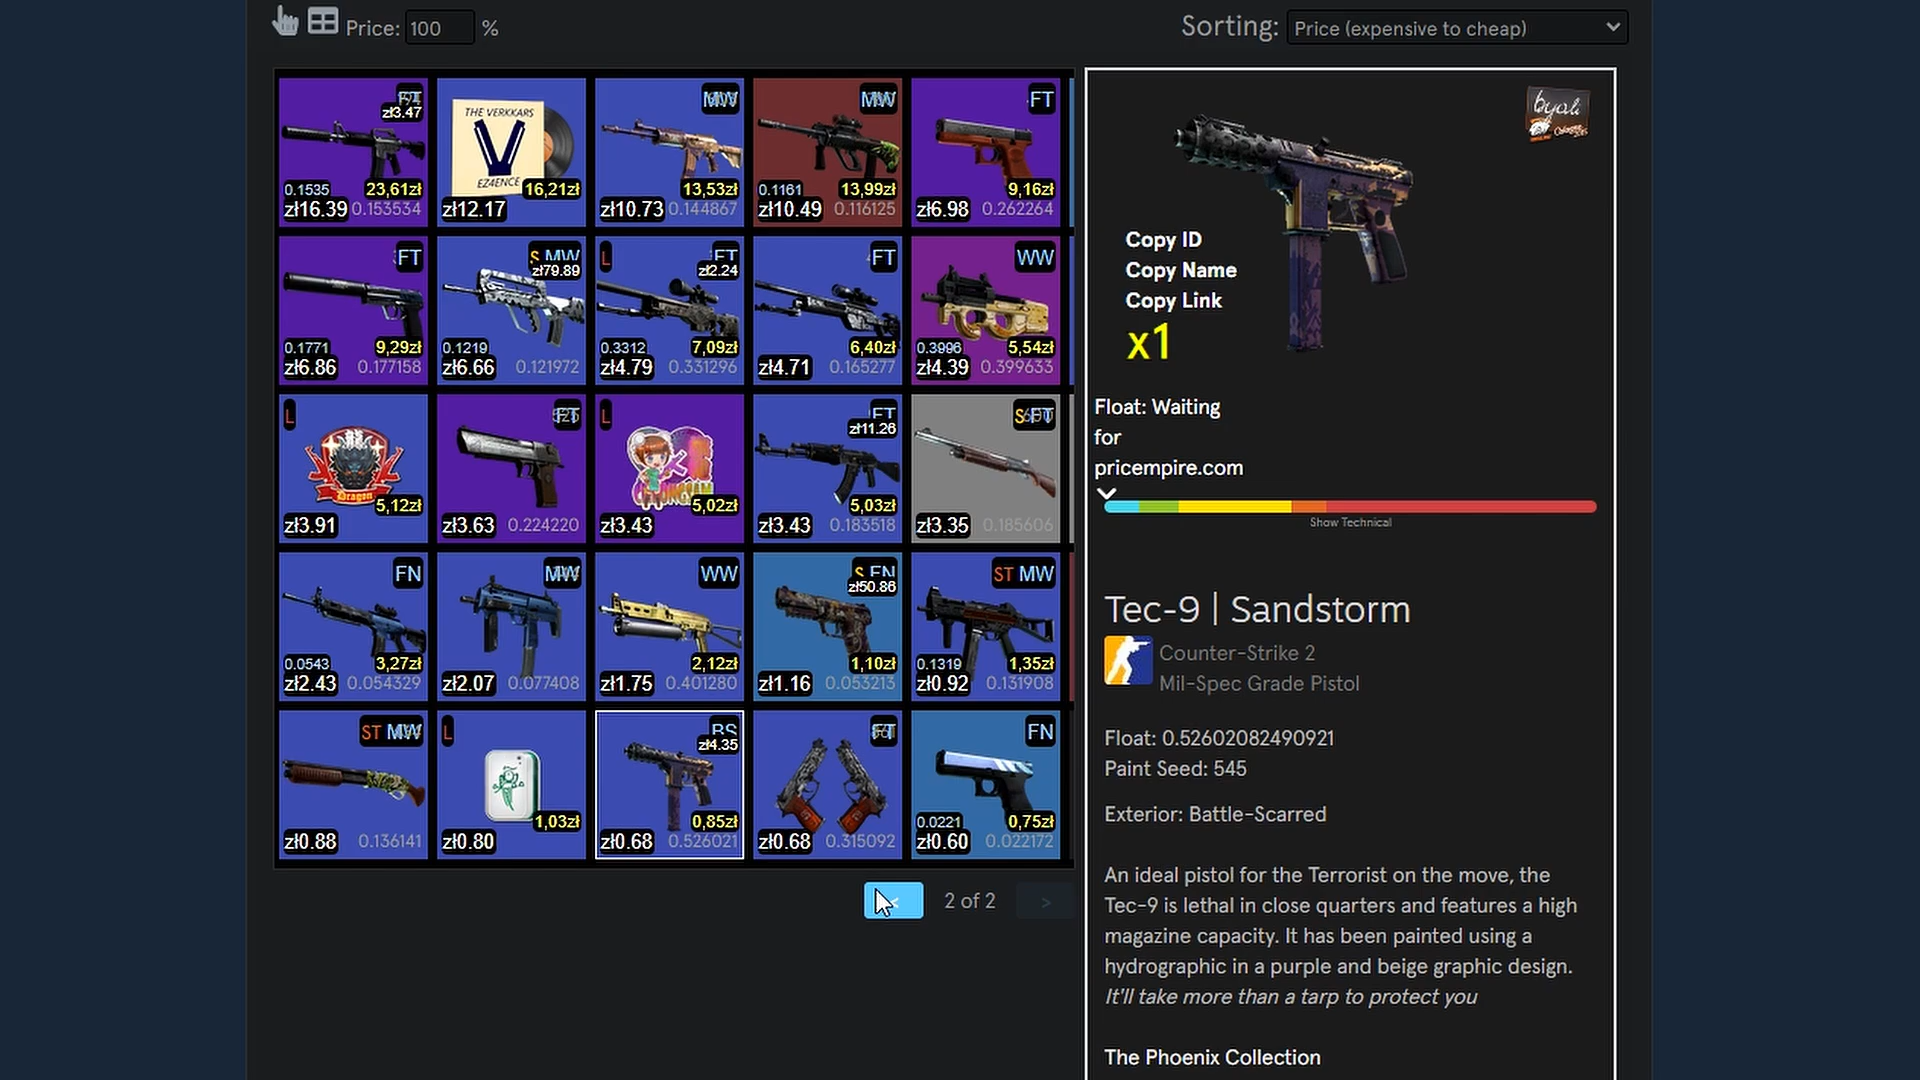 Price: 100 %
Sorting: Price (expensive to cheap)
FT
zł3.47
0.1535 23,61zł
zł16.39 0.153534
THE VERKKARS
EZ4ENCE
16,21zł
zł12.17
MW
13,53zł
zł10.73 0.144867
MW
0.1161 13,99zł
zł10.49 0.116125
FT
9,16zł
zł6.98 0.262264
FT
0.1771 9,29zł
zł6.86 0.177158
S MW
zł79.89
0.1219
zł6.66 0.121972
L FT
zł2.24
0.3312 7,09zł
zł4.79 0.331296
FT
6,40zł
zł4.71 0.165277
WW
0.3996 5,54zł
zł4.39 0.399633
L
Dragon
5,12zł
zł3.91
FT
zł3.63 0.224220
L
5,02zł
zł3.43
FT
zł11.26
5,03zł
zł3.43 0.183518
S FT
zł3.35 0.185606
FN
0.0543 3,27zł
zł2.43 0.054329
MW
zł2.07 0.077408
WW
2,12zł
zł1.75 0.401280
S FN
zł50.86
1,10zł
zł1.16 0.053213
ST MW
0.1319 1,35zł
zł0.92 0.131908
ST MW
zł0.88 0.136141
L
1,03zł
zł0.80
BS
zł4.35
0,85zł
zł0.68 0.526021
FT
zł0.68 0.315092
FN
0.0221 0,75zł
zł0.60 0.022172
< 2 of 2 >
byali
Cologne
Copy ID
Copy Name
Copy Link
x1
Float: Waiting
for
pricempire.com
Show Technical
Tec-9 | Sandstorm
Counter-Strike 2
Mil-Spec Grade Pistol
Float: 0.52602082490921
Paint Seed: 545
Exterior: Battle-Scarred
An ideal pistol for the Terrorist on the move, the
Tec-9 is lethal in close quarters and features a high
magazine capacity. It has been painted using a
hydrographic in a purple and beige graphic design.
It'll take more than a tarp to protect you
The Phoenix Collection